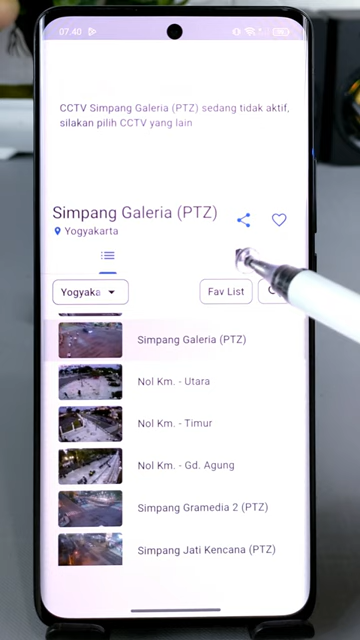 07.40
CCTV Simpang Galeria (PTZ) sedang tidak aktif,
silakan pilih CCTV yang lain
Simpang Galeria (PTZ)
Yogyakarta
Yogyaka
Fav List
Simpang Galeria (PTZ)
Nol Km. - Utara
Nol Km. - Timur
Nol Km. - Gd. Agung
Simpang Gramedia 2 (PTZ)
Simpang Jati Kencana (PTZ)